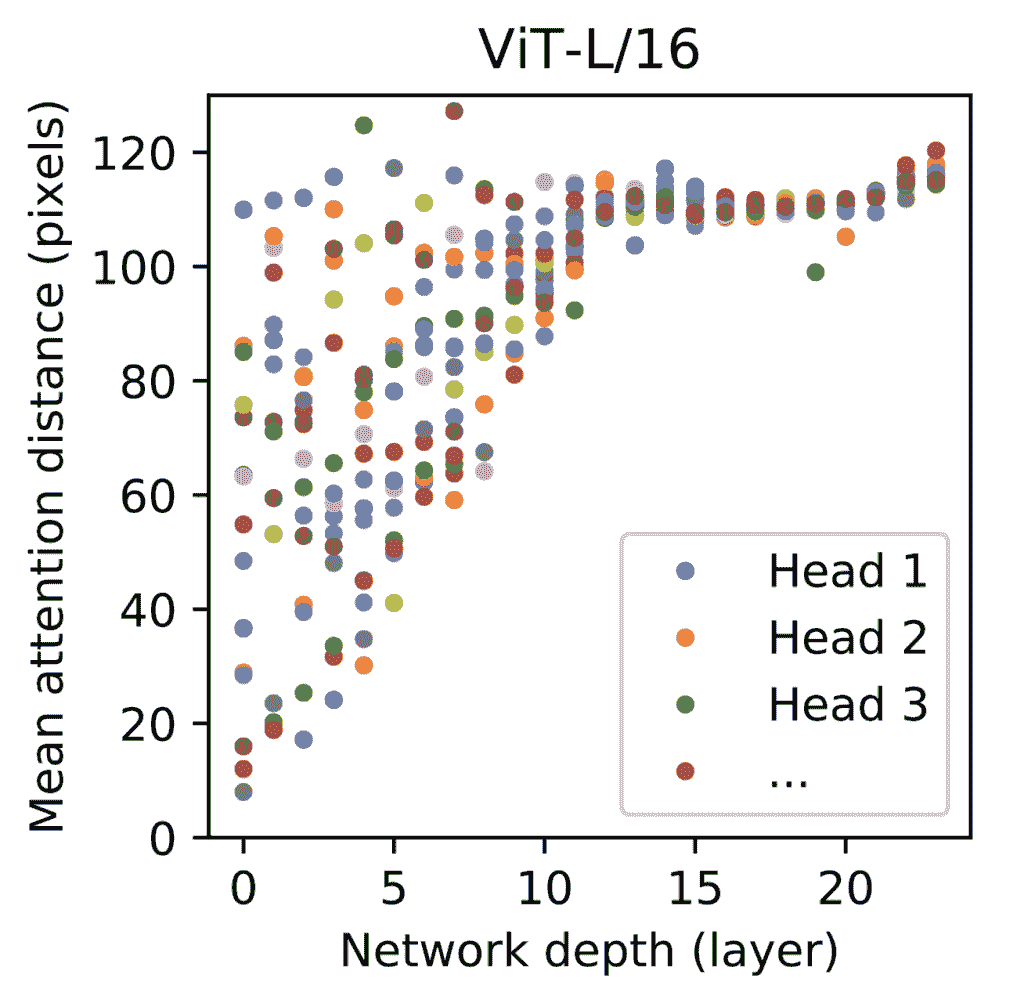 ViT-L/16
Mean attention distance (pixels)
120
100
80
60
40
20
0
Head 1
Head 2
Head 3
...
0 5 10 15 20
Network depth (layer)